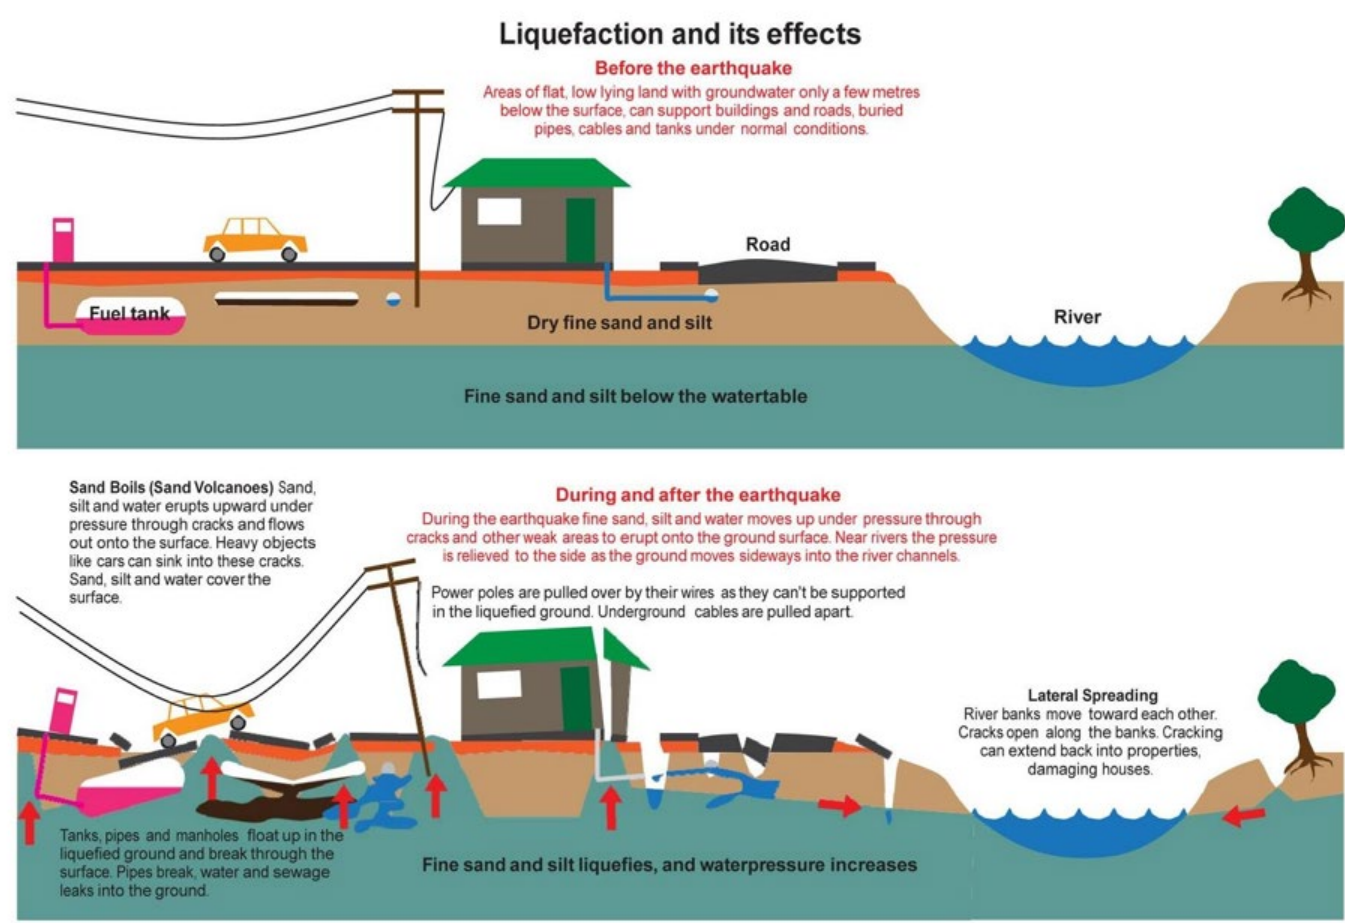 Liquefaction and its effects
Before the earthquake
Areas of flat, low lying land with groundwater only a few metres
below the surface, can support buildings and roads, buried
pipes, cables and tanks under normal conditions.
Road
Fuel tank
Dry fine sand and silt
River
Fine sand and silt below the watertable
Sand Boils (Sand Volcanoes) Sand,
silt and water erupts upward under
pressure through cracks and flows
out onto the surface. Heavy objects
like cars can sink into these cracks.
Sand, silt and water cover the
surface.
During and after the earthquake
During the earthquake fine sand, silt and water moves up under pressure through
cracks and other weak areas to erupt onto the ground surface. Near rivers the pressure
is relieved to the side as the ground moves sideways into the river channels.
Power poles are pulled over by their wires as they can't be supported
in the liquefied ground. Underground cables are pulled apart.
Lateral Spreading
River banks move toward each other.
Cracks open along the banks. Cracking
can extend back into properties,
damaging houses.
Tanks, pipes and manholes float up in the
liquefied ground and break through the
surface. Pipes break, water and sewage
leaks into the ground.
Fine sand and silt liquefies, and waterpressure increases